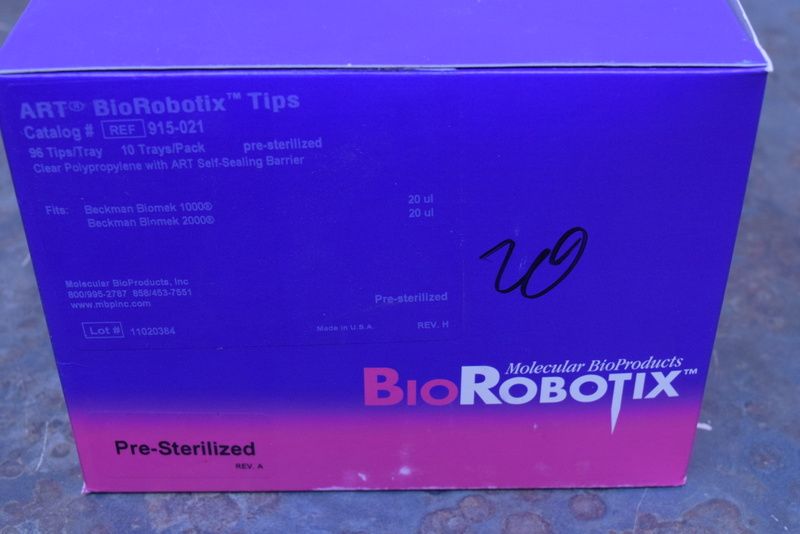 ART® BioRobotix™ Tips
Catalog # REF 915-021
96 Tips/Tray 10 Trays/Pack pre-sterilized
Clear Polypropylene with ART Self-Sealing Barrier
Fits: Beckman Biomek 1000® 20 ul
Beckman Biomek 2000® 20 ul
20
Molecular BioProducts, Inc
800/995-2787 858/453-7551
www.mbpinc.com
Pre-sterilized
Lot # 11020384
Made in U.S.A. REV. H
Molecular BioProducts
BIOROBOTIX™
Pre-Sterilized
REV. A